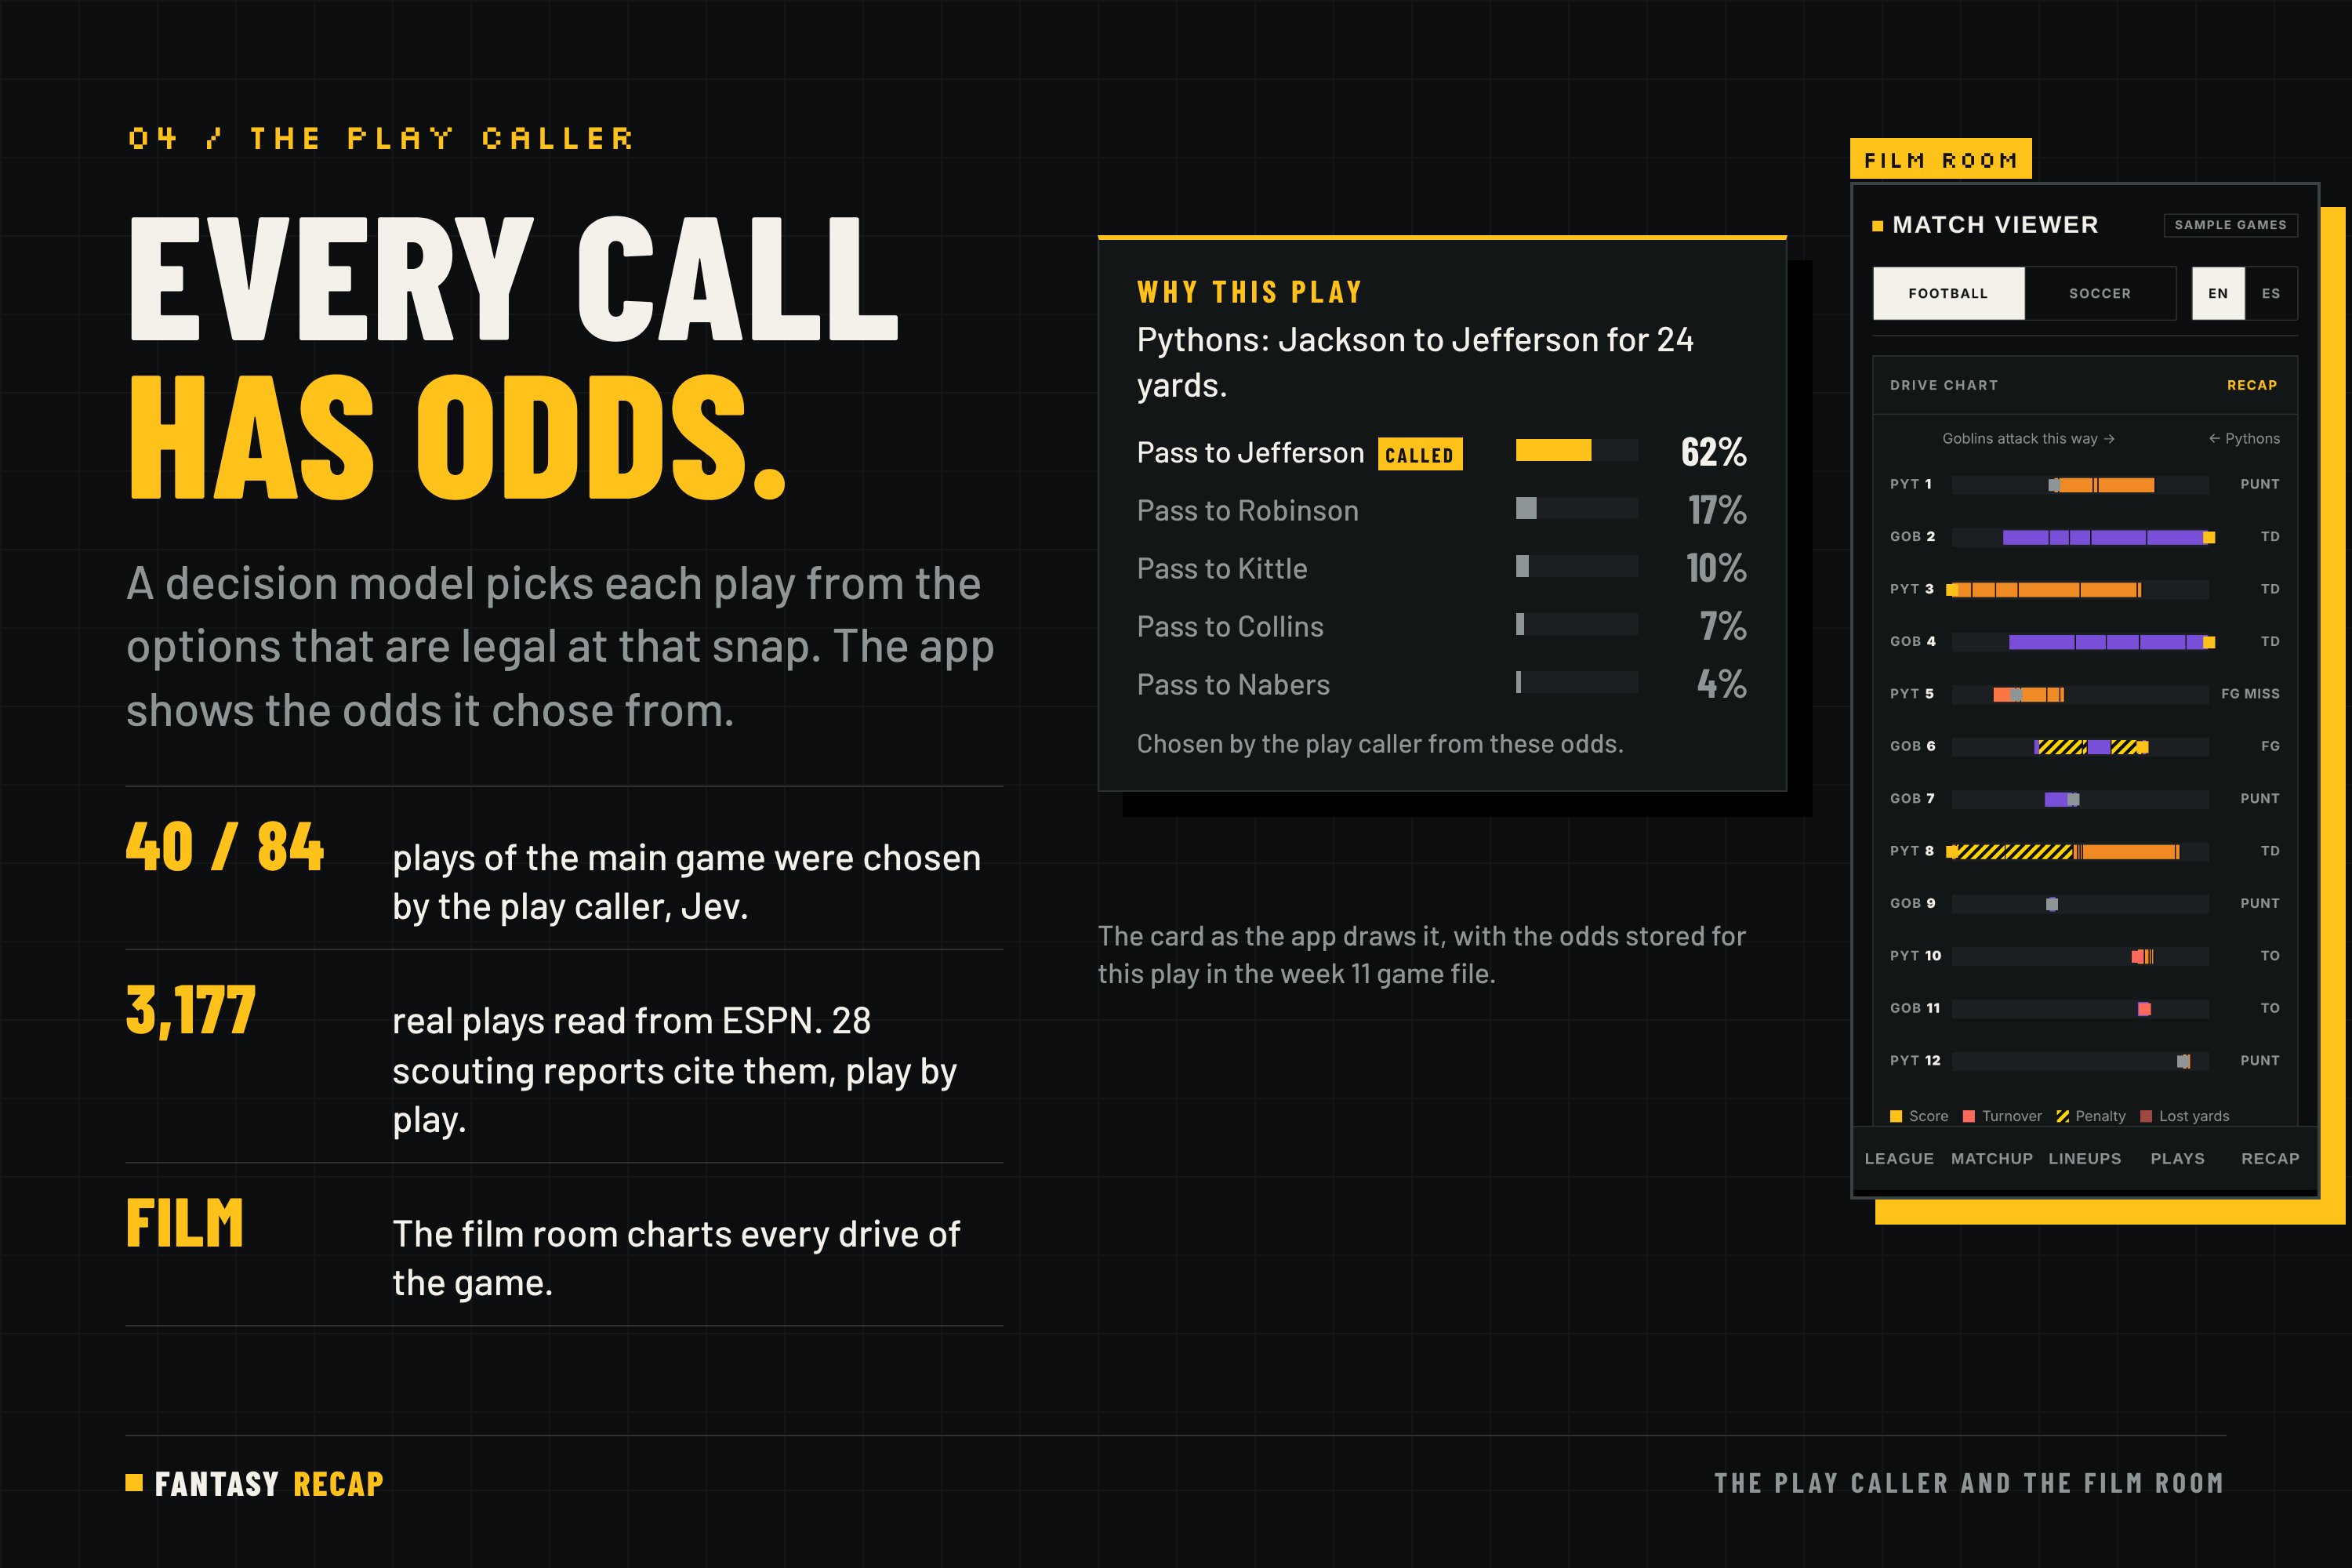 04 / THE PLAY CALLER
EVERY CALL
HAS ODDS.
A decision model picks each play from the
options that are legal at that snap. The app
shows the odds it chose from.
40 / 84
plays of the main game were chosen
by the play caller, Jev.
3,177
real plays read from ESPN. 28
scouting reports cite them, play by
play.
FILM
The film room charts every drive of
the game.
WHY THIS PLAY
Pythons: Jackson to Jefferson for 24
yards.
Pass to Jefferson CALLED 62%
Pass to Robinson 17%
Pass to Kittle 10%
Pass to Collins 7%
Pass to Nabers 4%
Chosen by the play caller from these odds.
The card as the app draws it, with the odds stored for
this play in the week 11 game file.
FILM ROOM
MATCH VIEWER SAMPLE GAMES
FOOTBALL SOCCER EN ES
DRIVE CHART RECAP
Goblins attack this way → ← Pythons
PYT 1 PUNT
GOB 2 TD
PYT 3 TD
GOB 4 TD
PYT 5 FG MISS
GOB 6 FG
GOB 7 PUNT
PYT 8 TD
GOB 9 PUNT
PYT 10 TO
GOB 11 TO
PYT 12 PUNT
Score Turnover Penalty Lost yards
LEAGUE MATCHUP LINEUPS PLAYS RECAP
FANTASY RECAP
THE PLAY CALLER AND THE FILM ROOM